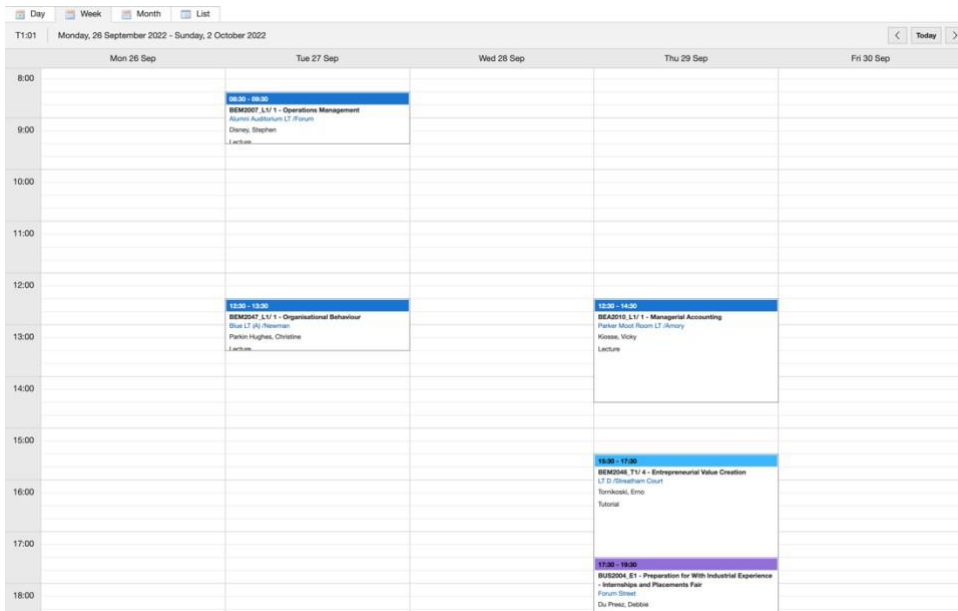 Day Week Month List
T1:01 Monday, 26 September 2022 - Sunday, 2 October 2022 Today
Mon 26 Sep Tue 27 Sep Wed 28 Sep Thu 29 Sep Fri 30 Sep
8:00
08:30 - 09:30
BEM2007_L1/ 1 - Operations Management
Alumni Auditorium LT /Forum
Disney, Stephen
Lecture
9:00
10:00
11:00
12:00
12:30 - 13:30
BEM2047_L1/ 1 - Organisational Behaviour
Blue LT (A) /Newman
Parkin Hughes, Christine
Lecture
12:30 - 14:30
BEA2010_L1/ 1 - Managerial Accounting
Parker Moot Room LT /Amory
Kiosse, Vicky
Lecture
13:00
14:00
15:00
15:30 - 17:30
BEM2046_T1/ 4 - Entrepreneurial Value Creation
LT D /Streatham Court
Tornikoski, Erno
Tutorial
16:00
17:00
17:30 - 19:30
BUS2004_E1 - Preparation for With Industrial Experience
- Internships and Placements Fair
Forum Street
Du Preez, Debbie
18:00